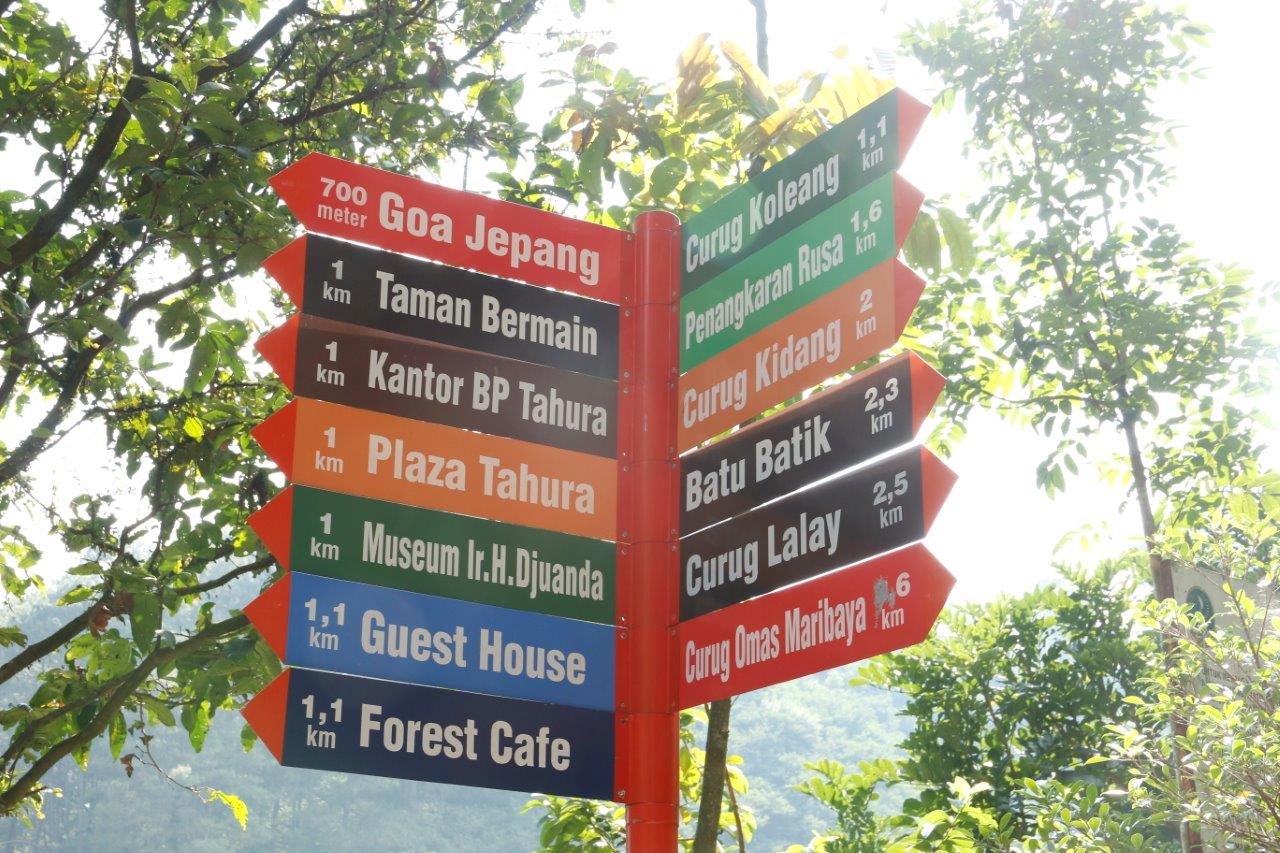 700 meter Goa Jepang
1 km Taman Bermain
1 km Kantor BP Tahura
1 km Plaza Tahura
1 km Museum Ir.H.Djuanda
1,1 km Guest House
1,1 km Forest Cafe
Curug Koleang 1,1 km
Penangkaran Rusa 1,6 km
Curug Kidang 2 km
Batu Batik 2,3 km
Curug Lalay 2,5 km
Curug Omas Maribaya 6 km